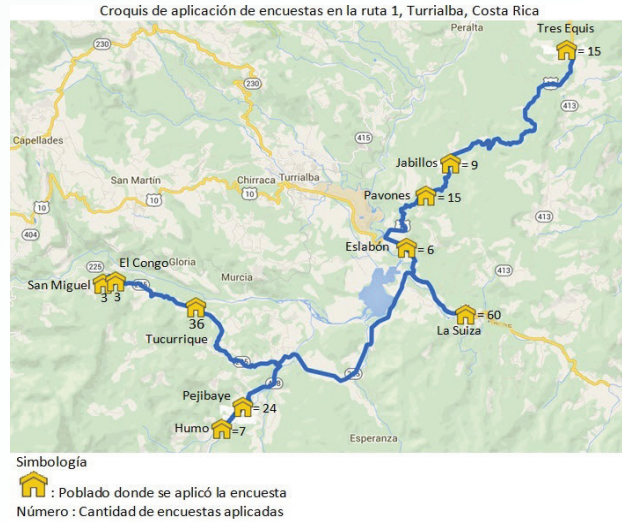 Croquis de aplicación de encuestas en la ruta 1, Turrialba, Costa Rica
Peralta
Tres Equis
= 15
230
230
413
415
Capellades
Jabillos
= 9
San Martín
Chirraca
Turrialba
10
Pavones
= 15
10
10
413
404
Eslabón
= 6
225
El Congo
Gloria
413
San Miguel
3
3
Murcia
36
Tucurrique
= 60
La Suiza
Pejibaye
= 24
Humo
=7
Esperanza
Simbología
: Poblado donde se aplicó la encuesta
Número : Cantidad de encuestas aplicadas